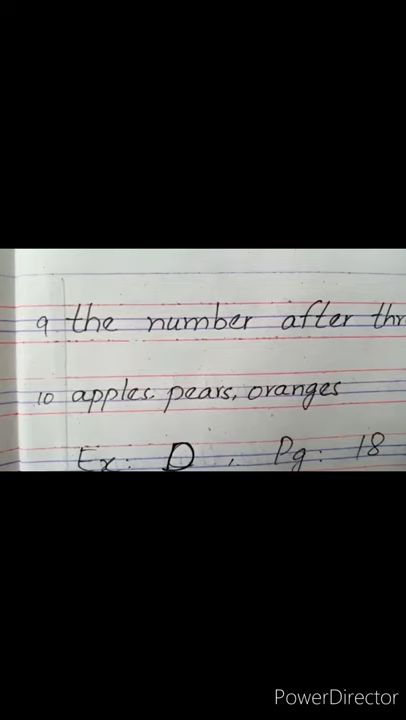 9 the number after
10 apples. pears, oranges
Ex: D, Pg: 18
PowerDirector